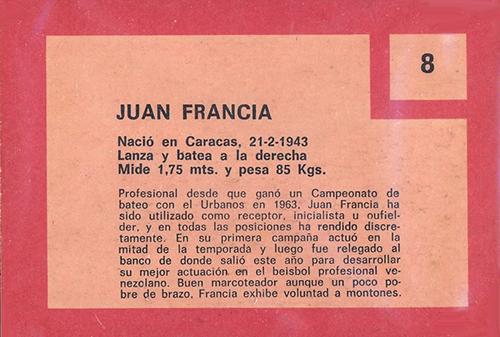 8
JUAN FRANCIA
Nació en Caracas, 21-2-1943
Lanza y batea a la derecha
Mide 1,75 mts. y pesa 85 Kgs.
Profesional desde que ganó un Campeonato de
bateo con el Urbanos en 1963, Juan Francia ha
sido utilizado como receptor, inicialista u oufiel-
der, y en todas las posiciones ha rendido discre-
tamente. En su primera campaña actuó en la
mitad de la temporada y luego fue relegado al
banco de donde salió este año para desarrollar
su mejor actuación en el beisbol profesional ve-
nezolano. Buen marcoteador aunque un poco po-
bre de brazo, Francia exhibe voluntad a montones.